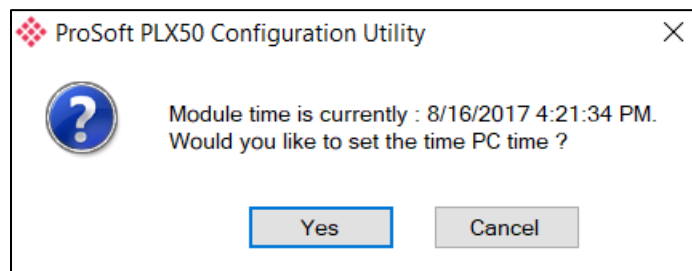 ProSoft PLX50 Configuration Utility
Module time is currently : 8/16/2017 4:21:34 PM.
Would you like to set the time PC time ?
Yes
Cancel